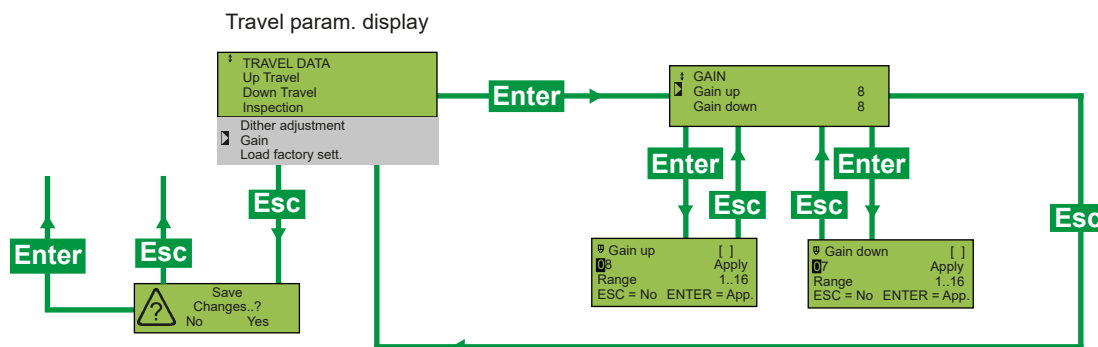 Travel param. display
TRAVEL DATA
Up Travel
Down Travel
Inspection
Dither adjustment
Gain
Load factory sett.
Enter
GAIN
Gain up 8
Gain down 8
Enter
Esc
Esc
Enter
Esc
Esc
Enter
Esc
Gain up [ ]
08 Apply
Range 1..16
ESC = No ENTER = App.
Gain down [ ]
07 Apply
Range 1..16
ESC = No ENTER = App.
?
Save
Changes..?
No Yes